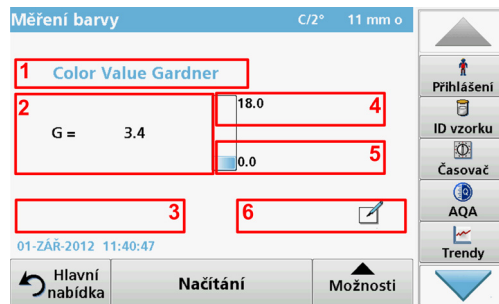 Měření barvy C/2° 11 mm o
1 Color Value Gardner
2 18.0 4
G = 3.4
0.0 5
3 6
01-ZÁŘ-2012 11:40:47
Hlavní nabídka
Načítání
Možnosti
Přihlášení
ID vzorku
Časovač
AQA
Trendy